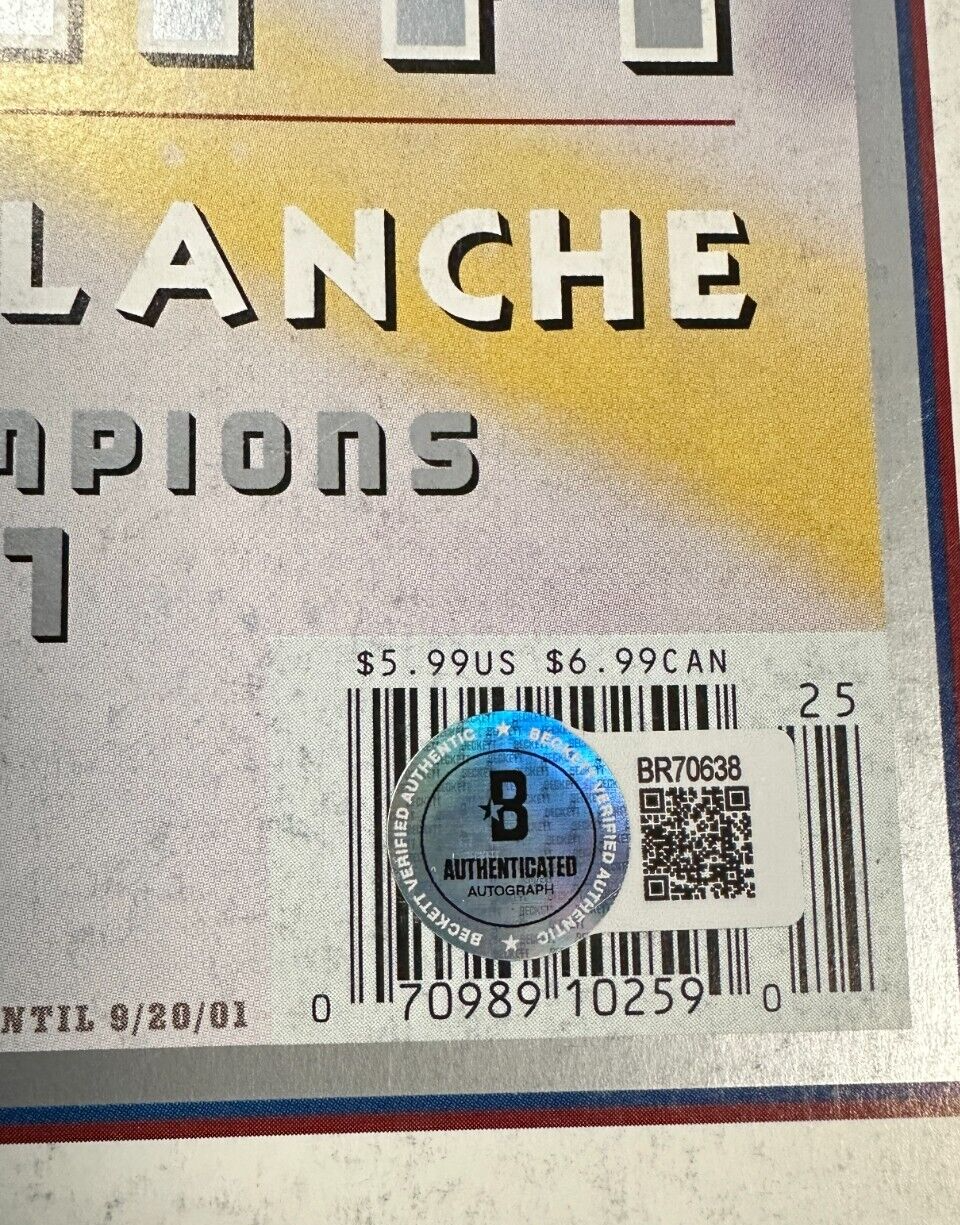 LANCHE
MPIONS
1
$5.99US $6.99CAN
25
BECKETT VERIFIED AUTHENTIC ★ BECKETT VERIFIED AUTHENTIC ★
B
AUTHENTICATED
AUTOGRAPH
BR70638
0 70989 10259 0
NTIL 9/20/01